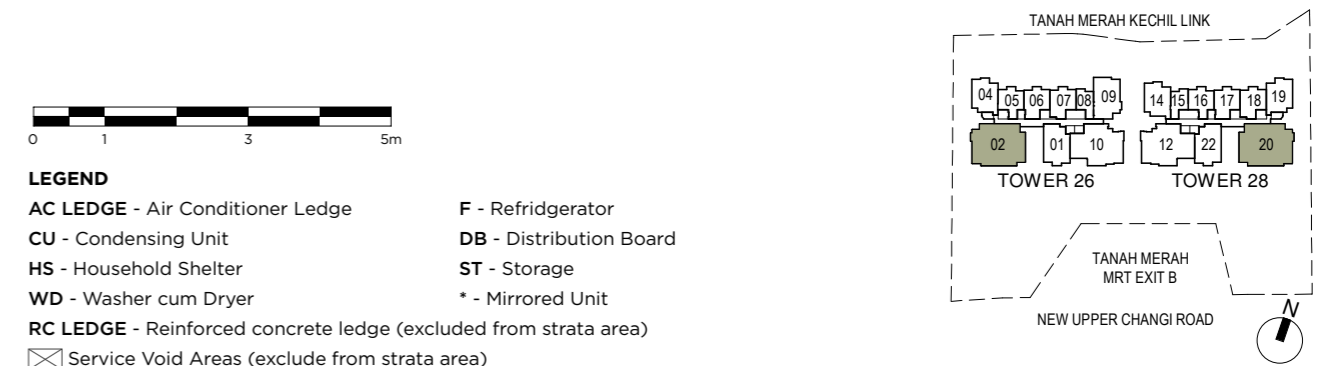 0 1 3 5m
LEGEND
AC LEDGE - Air Conditioner Ledge
CU - Condensing Unit
HS - Household Shelter
WD - Washer cum Dryer
F - Refridgerator
DB - Distribution Board
ST - Storage
* - Mirrored Unit
RC LEDGE - Reinforced concrete ledge (excluded from strata area)
Service Void Areas (exclude from strata area)
TANAH MERAH KECHIL LINK
04 05 06 07 08 09 14 15 16 17 18 19
02 01 10 12 22 20
TOWER 26 TOWER 28
TANAH MERAH
MRT EXIT B
NEW UPPER CHANGI ROAD
N